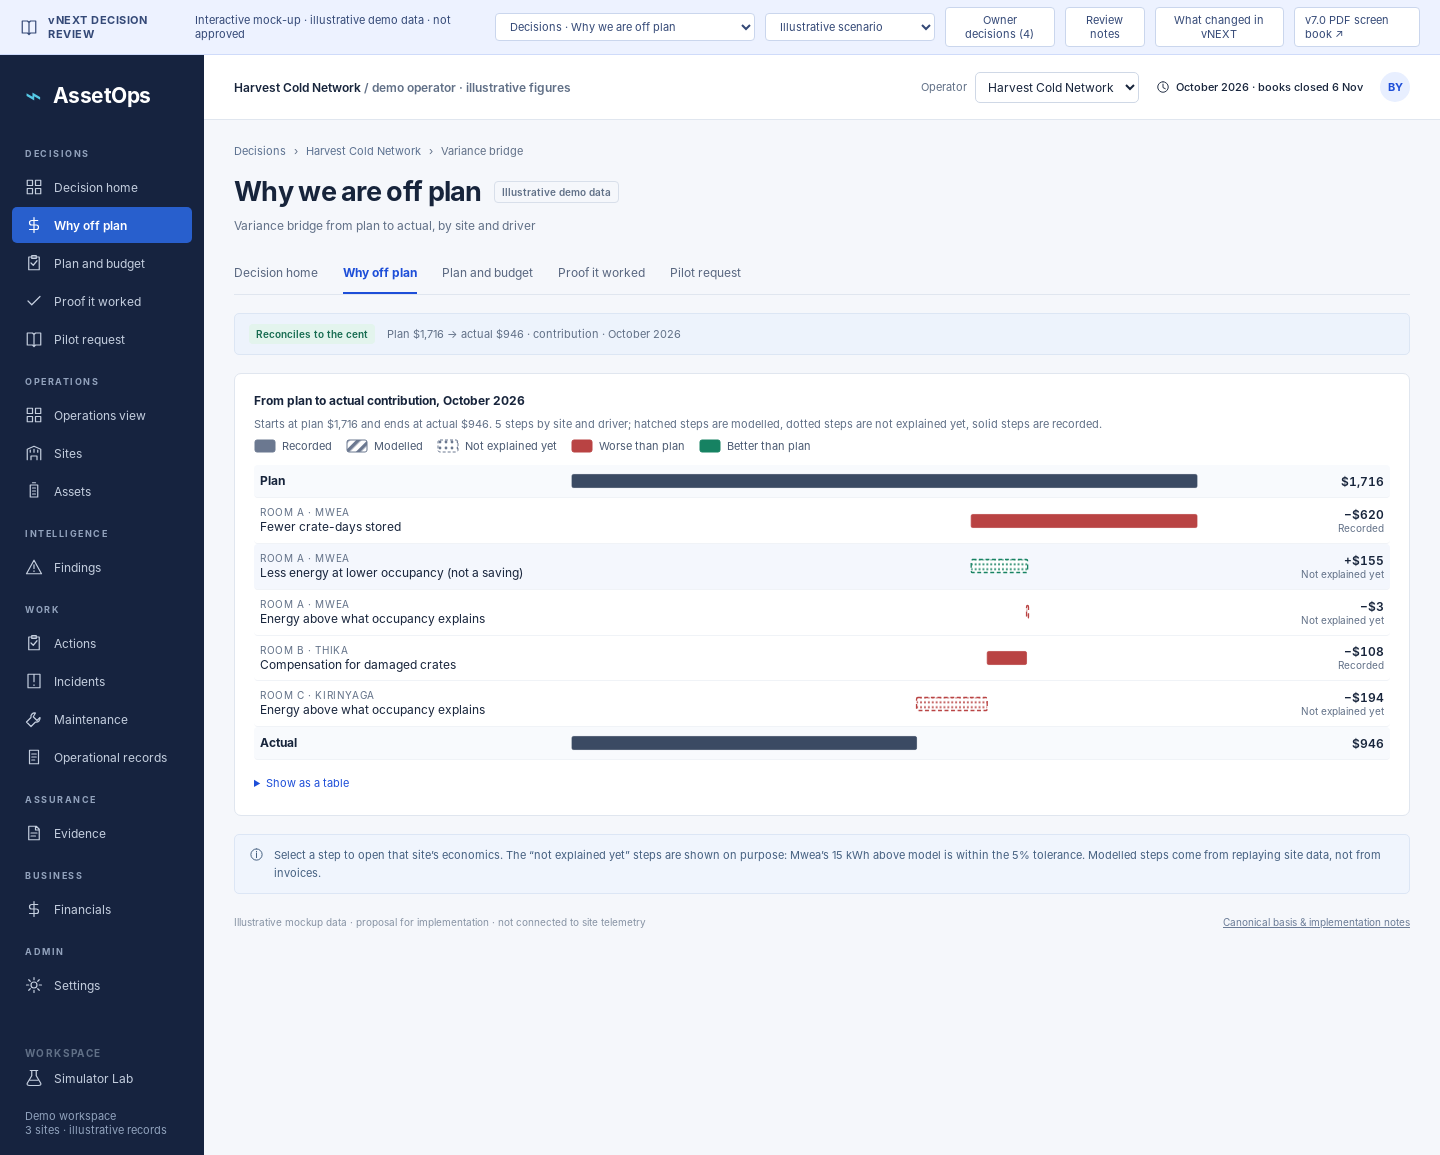 vNEXT DECISION
REVIEW
Interactive mock-up · illustrative demo data · not
approved
Decisions · Why we are off plan
Illustrative scenario
Owner
decisions (4)
Review
notes
What changed in
vNEXT
v7.0 PDF screen
book ↗
AssetOps
DECISIONS
Decision home
Why off plan
Plan and budget
Proof it worked
Pilot request
OPERATIONS
Operations view
Sites
Assets
INTELLIGENCE
Findings
WORK
Actions
Incidents
Maintenance
Operational records
ASSURANCE
Evidence
BUSINESS
Financials
ADMIN
Settings
WORKSPACE
Simulator Lab
Demo workspace
3 sites · illustrative records
Harvest Cold Network / demo operator · illustrative figures
Operator
Harvest Cold Network
October 2026 · books closed 6 Nov
BY
Decisions › Harvest Cold Network › Variance bridge
Why we are off plan
Illustrative demo data
Variance bridge from plan to actual, by site and driver
Decision home
Why off plan
Plan and budget
Proof it worked
Pilot request
Reconciles to the cent
Plan $1,716 → actual $946 · contribution · October 2026
From plan to actual contribution, October 2026
Starts at plan $1,716 and ends at actual $946. 5 steps by site and driver; hatched steps are modelled, dotted steps are not explained yet, solid steps are recorded.
Recorded
Modelled
Not explained yet
Worse than plan
Better than plan
Plan
$1,716
ROOM A · MWEA
Fewer crate-days stored
−$620
Recorded
ROOM A · MWEA
Less energy at lower occupancy (not a saving)
+$155
Not explained yet
ROOM A · MWEA
Energy above what occupancy explains
−$3
Not explained yet
ROOM B · THIKA
Compensation for damaged crates
−$108
Recorded
ROOM C · KIRINYAGA
Energy above what occupancy explains
−$194
Not explained yet
Actual
$946
▶ Show as a table
Select a step to open that site’s economics. The “not explained yet” steps are shown on purpose: Mwea’s 15 kWh above model is within the 5% tolerance. Modelled steps come from replaying site data, not from
invoices.
Illustrative mockup data · proposal for implementation · not connected to site telemetry
Canonical basis & implementation notes